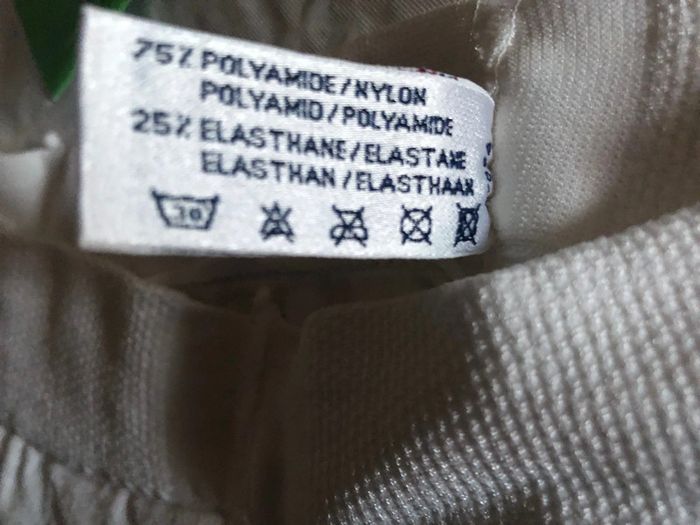 75% POLYAMIDE/NYLON
POLYAMID/POLYAMIDE
25% ELASTHANE/ELASTANE
ELASTHAN/ELASTHAAN
30